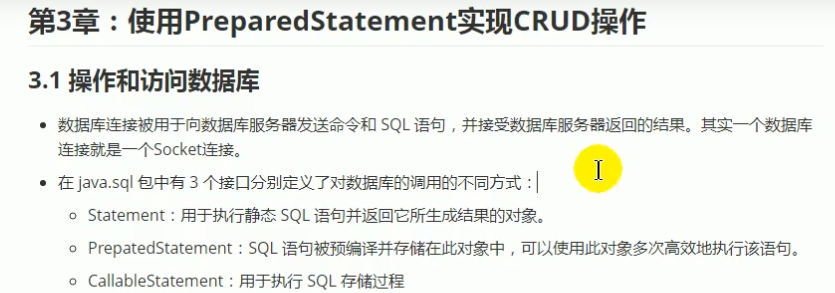 第3章：使用PreparedStatement实现CRUD操作
3.1 操作和访问数据库
数据库连接被用于向数据库服务器发送命令和 SQL 语句，并接受数据库服务器返回的结果。其实一个数据库
连接就是一个Socket连接。
在 java.sql 包中有 3 个接口分别定义了对数据库的调用的不同方式：
Statement：用于执行静态 SQL 语句并返回它所生成结果的对象。
PrepatedStatement：SQL 语句被预编译并存储在此对象中，可以使用此对象多次高效地执行该语句。
CallableStatement：用于执行 SQL 存储过程